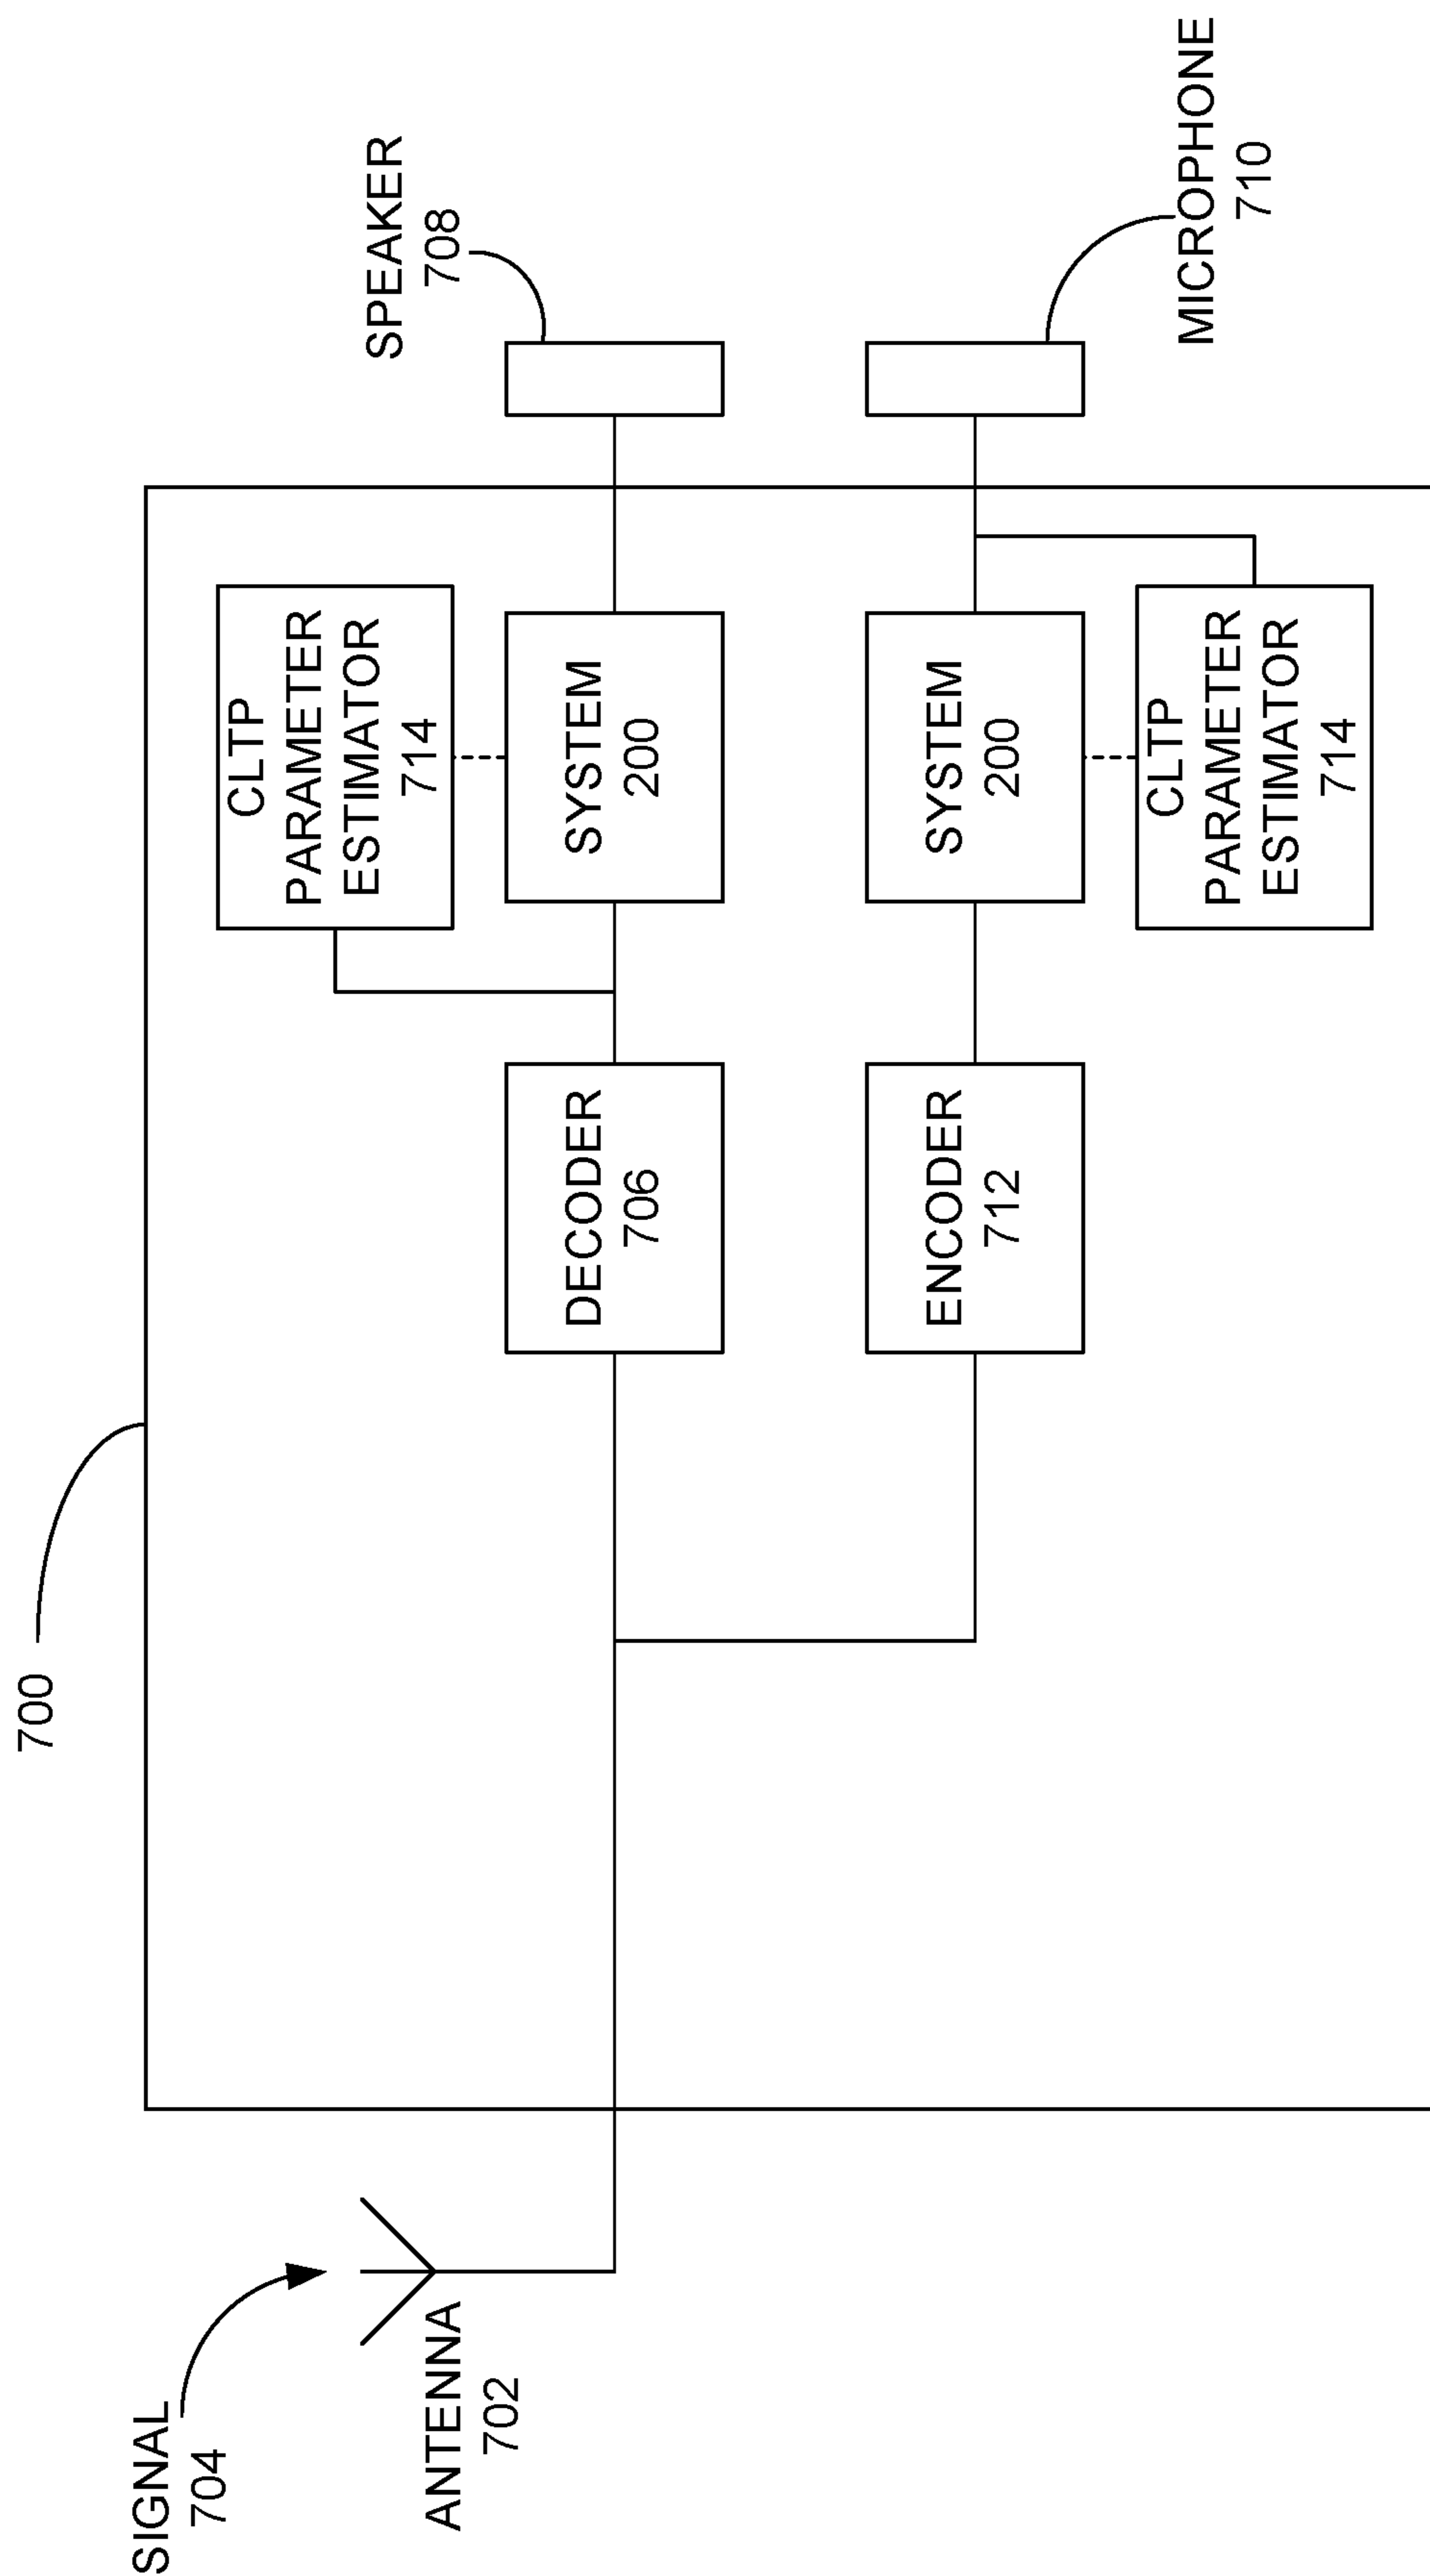 700
SIGNAL
704
ANTENNA
702
CLTP
PARAMETER
ESTIMATOR
714
SPEAKER
708
DECODER
706
SYSTEM
200
ENCODER
712
SYSTEM
200
CLTP
PARAMETER
ESTIMATOR
714
MICROPHONE
710